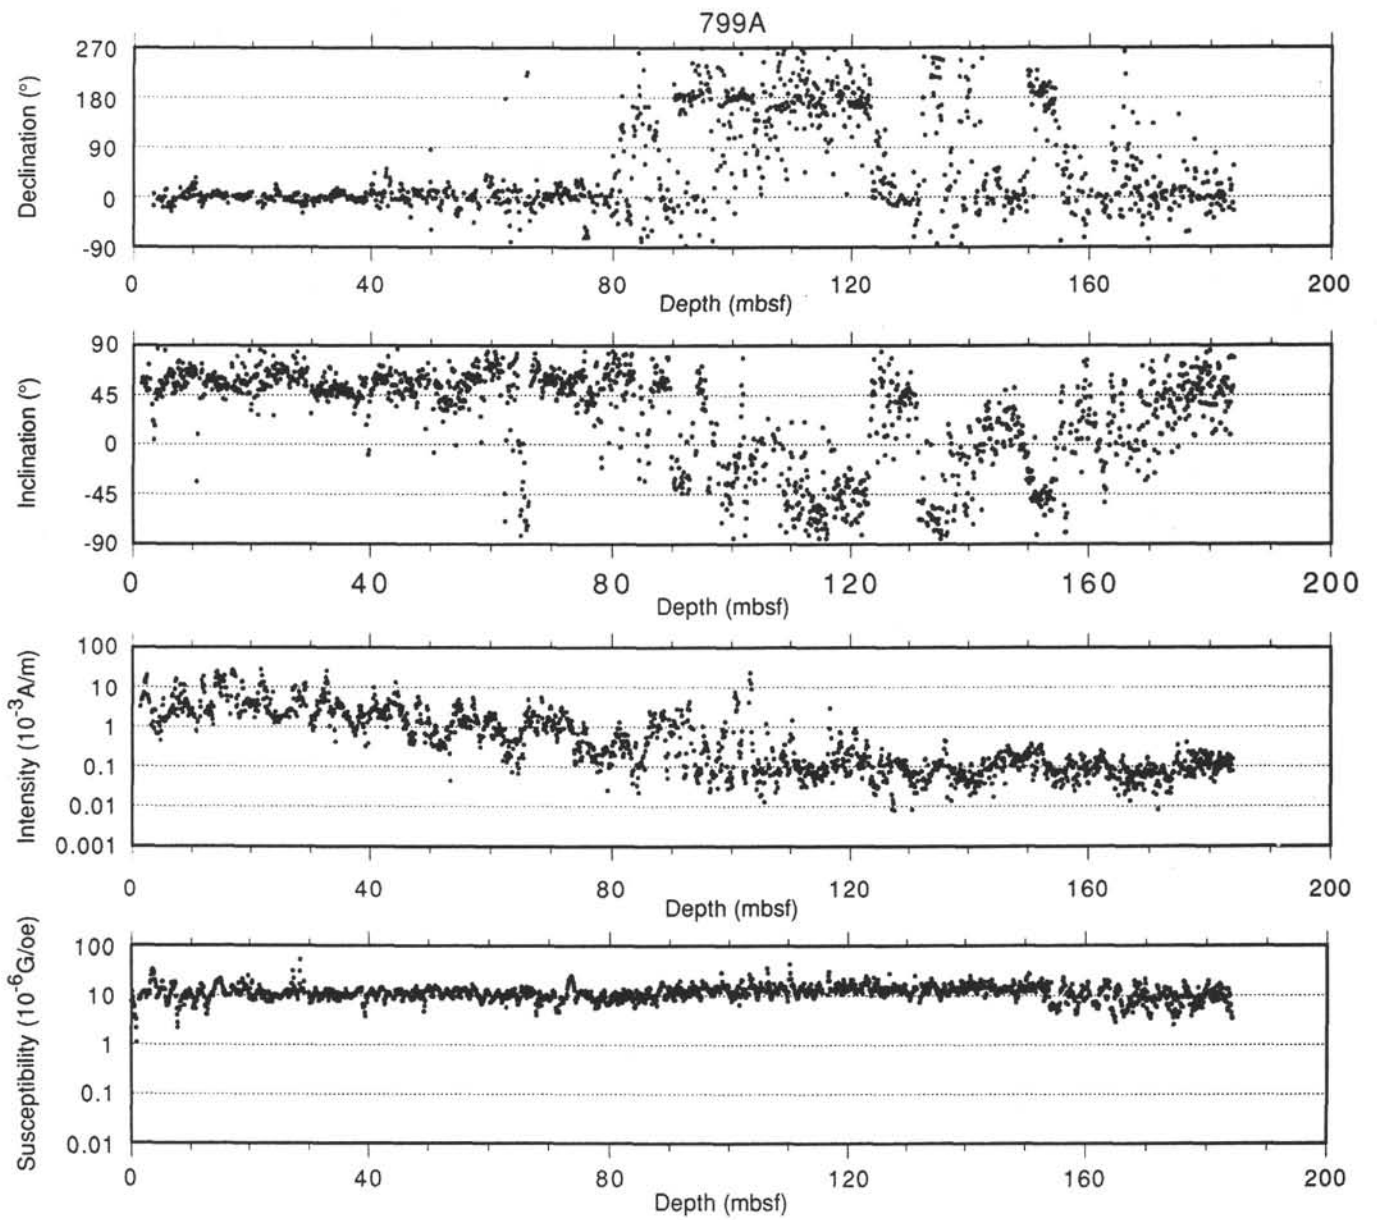 799A
270
180
90
0
-90
Declination (°)
0 40 80 120 160 200
Depth (mbsf)
90
45
0
-45
-90
Inclination (°)
0 40 80 120 160 200
Depth (mbsf)
100
10
1
0.1
0.01
0.001
Intensity (10-3A/m)
0 40 80 120 160 200
Depth (mbsf)
100
10
1
0.1
0.01
Susceptibility (10-6G/oe)
0 40 80 120 160 200
Depth (mbsf)